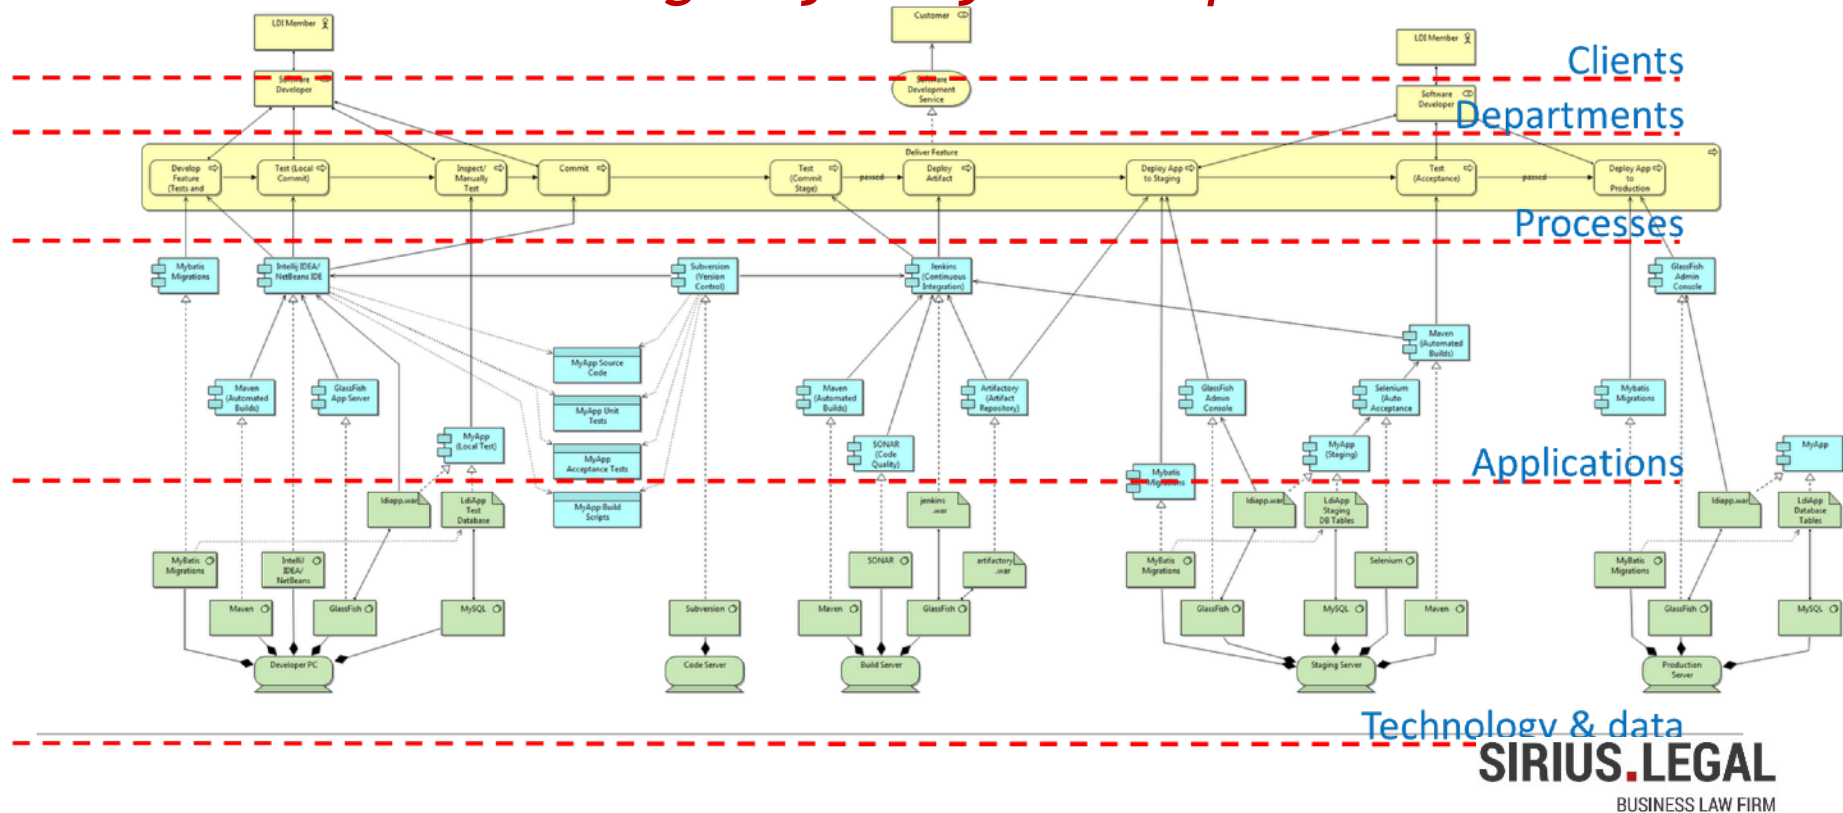 LDI Member
Customer
LDI Member
Clients
Software
Developer
Software
Development
Service
Software
Developer
Departments
Deliver Feature
Develop
Feature
(Tests and
Test (Local
Commit)
Inspect/
Manually
Test
Commit
Test
(Commit
Stage)
passed
Deploy
Artifact
Deploy App
to Staging
Test
(Acceptance)
passed
Deploy App
to
Production
Processes
Mybatis
Migrations
Intellij IDEA/
NetBeans IDE
Subversion
(Version
Control)
Jenkins
(Continuous
Integration)
GlassFish
Admin
Console
Maven
(Automated
Builds)
MyApp Source
Code
Maven
(Automated
Builds)
GlassFish
App Server
MyApp Unit
Tests
Maven
(Automated
Builds)
Artifactory
(Artifact
Repository)
GlassFish
Admin
Console
Selenium
(Auto
Acceptance
Mybatis
Migrations
MyApp
(Local Test)
MyApp
Acceptance Tests
SONAR
(Code
Quality)
MyApp
(Staging)
MyApp
Mybatis
Migrations
Applications
ldiapp.war
LdiApp
Test
Database
MyApp Build
Scripts
jenkins
.war
ldiapp.war
LdiApp
Staging
DB Tables
ldiapp.war
LdiApp
Database
Tables
MyBatis
Migrations
IntelliJ
IDEA/
NetBeans
SONAR
artifactory
.war
MyBatis
Migrations
Selenium
MyBatis
Migrations
Maven
GlassFish
MySQL
Subversion
Maven
GlassFish
GlassFish
MySQL
Maven
GlassFish
MySQL
Developer PC
Code Server
Build Server
Staging Server
Production
Server
Technology & data
SIRIUS.LEGAL
BUSINESS LAW FIRM